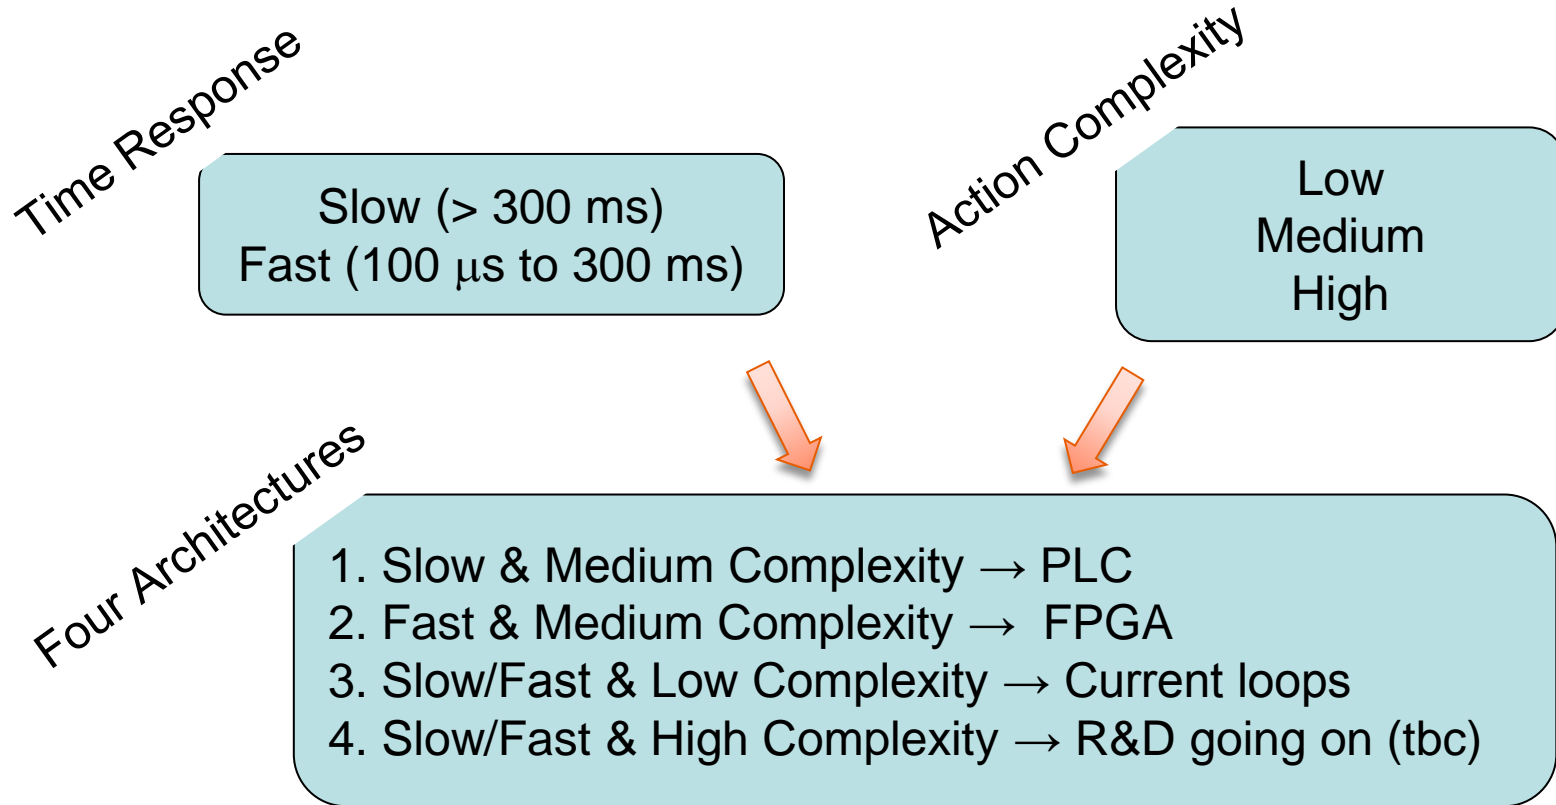 Time Response
Slow (> 300 ms)
Fast (100 μs to 300 ms)
Action Complexity
Low
Medium
High
Four Architectures
1. Slow & Medium Complexity → PLC
2. Fast & Medium Complexity → FPGA
3. Slow/Fast & Low Complexity → Current loops
4. Slow/Fast & High Complexity → R&D going on (tbc)